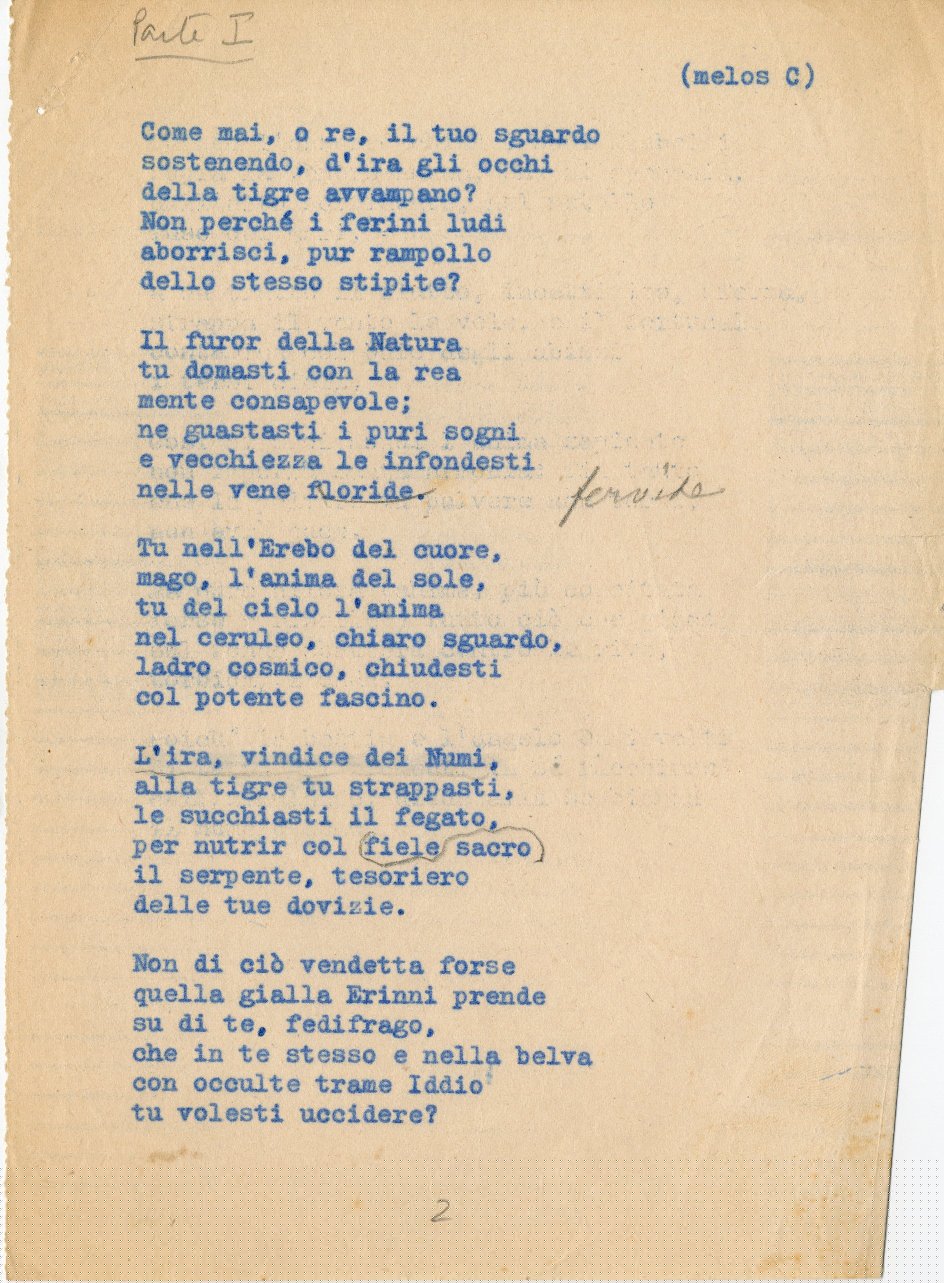 Parte I
(melos C)
Come mai, o re, il tuo sguardo
sostenendo, d'ira gli occhi
della tigre avvampano?
Non perché i ferini ludi
aborrisci, pur rampollo
dello stesso stipite?
Il furor della Natura
tu domasti con la rea
mente consapevole;
ne guastasti i puri sogni
e vecchiezza le infondesti
nelle vene floride. fervide
Tu nell'Erebo del cuore,
mago, l'anima del sole,
tu del cielo l'anima
nel ceruleo, chiaro sguardo,
ladro cosmico, chiudesti
col potente fascino.
L'ira, vindice dei Numi,
alla tigre tu strappasti,
le succhiasti il fegato,
per nutrir col fiele sacro
il serpente, tesoriero
delle tue dovizie.
Non di ciò vendetta forse
quella gialla Erinni prende
su di te, fedifrago,
che in te stesso e nella belva
con occulte trame Iddio
tu volesti uccidere?
2